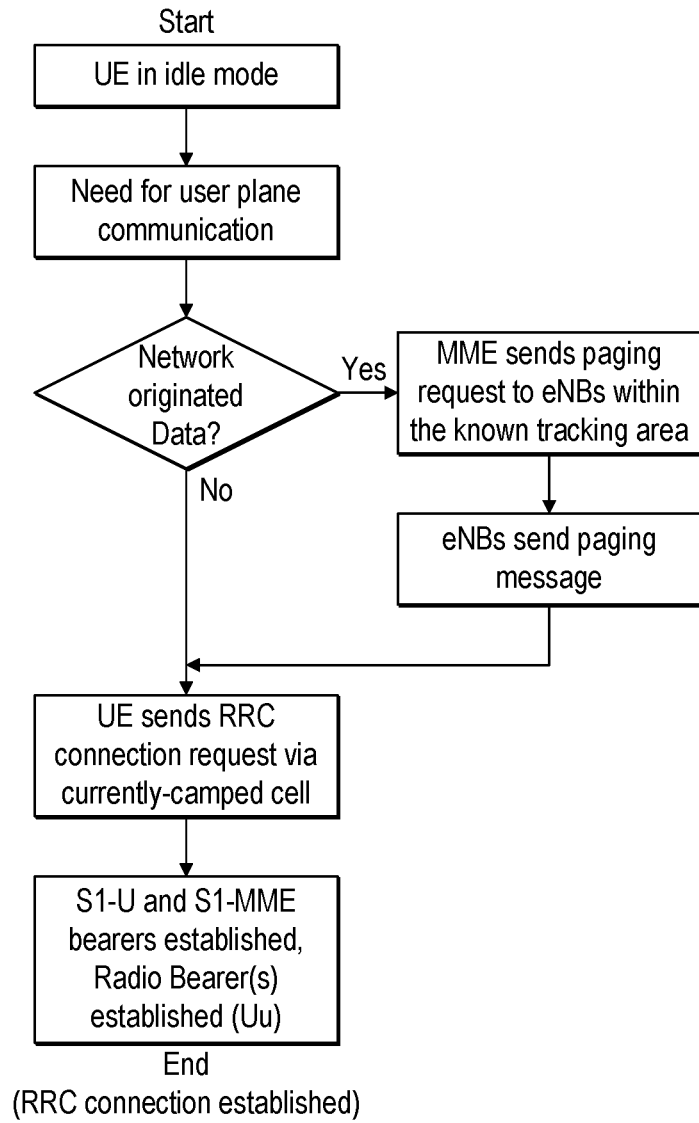 Start
UE in idle mode
Need for user plane
communication
Network
originated
Data?
Yes
MME sends paging
request to eNBs within
the known tracking area
No
eNBs send paging
message
UE sends RRC
connection request via
currently-camped cell
S1-U and S1-MME
bearers established,
Radio Bearer(s)
established (Uu)
End
(RRC connection established)